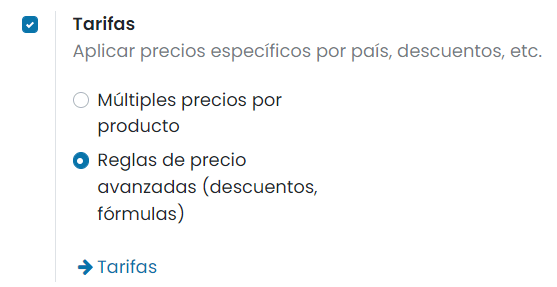 Tarifas
Aplicar precios específicos por país, descuentos, etc.
Múltiples precios por
producto
Reglas de precio
avanzadas (descuentos,
fórmulas)
Tarifas